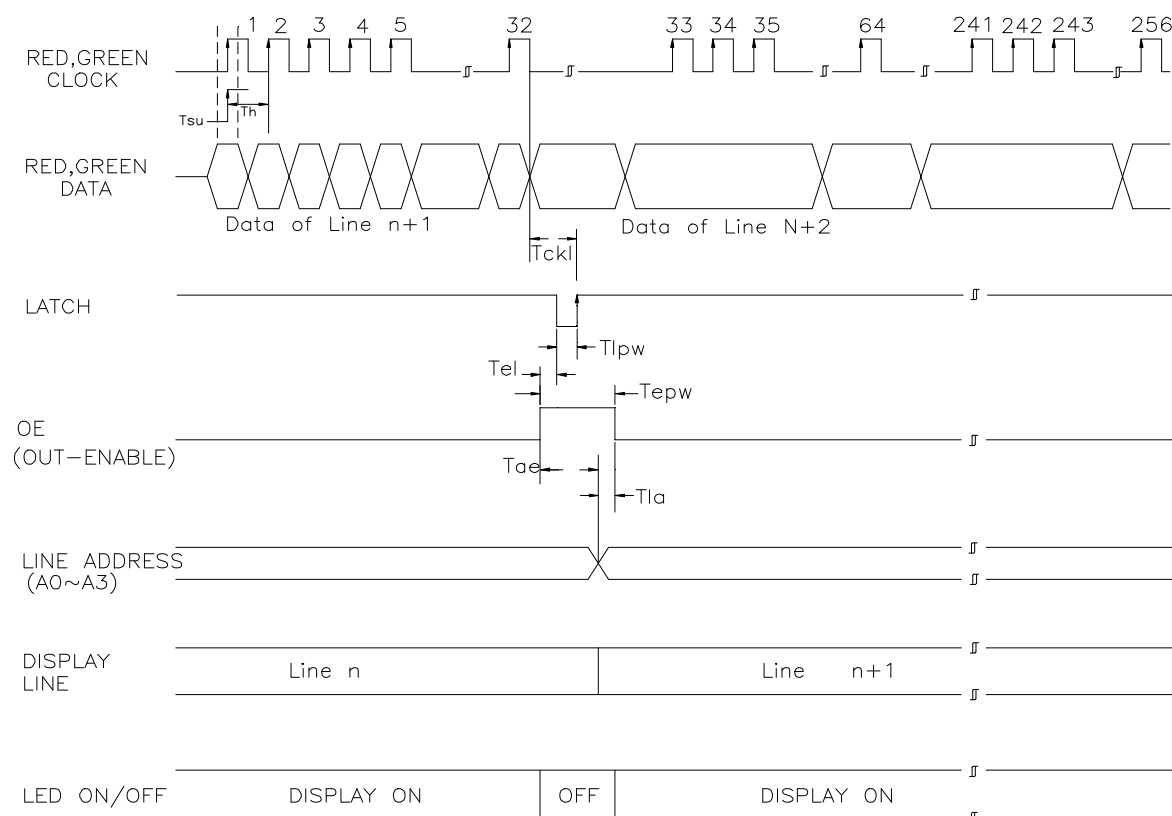 1 2 3 4 5 32 33 34 35 64 241 242 243 256
RED,GREEN
CLOCK
Th
Tsu
RED,GREEN
DATA
Data of Line n+1
Data of Line N+2
Tckl
LATCH
Tlpw
Tel
Tepw
OE
(OUT-ENABLE)
Tae
Tla
LINE ADDRESS
(A0~A3)
DISPLAY
LINE
Line n
Line n+1
LED ON/OFF
DISPLAY ON
OFF
DISPLAY ON